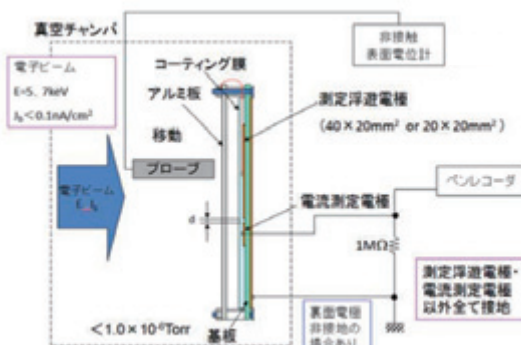 真空チャンバ
電子ビーム
E=5、7keV
J₀<0.1nA/cm²
コーティング膜
アルミ板
移動
プローブ
電子ビーム
非接触
表面電位計
測定浮遊電極
(40×20mm² or 20×20mm²)
ペンレコーダ
電流測定電極
d
1MΩ
測定浮遊電極・
電流測定電極
以外全て接地
裏面電極
非接地の
場合あり
基板